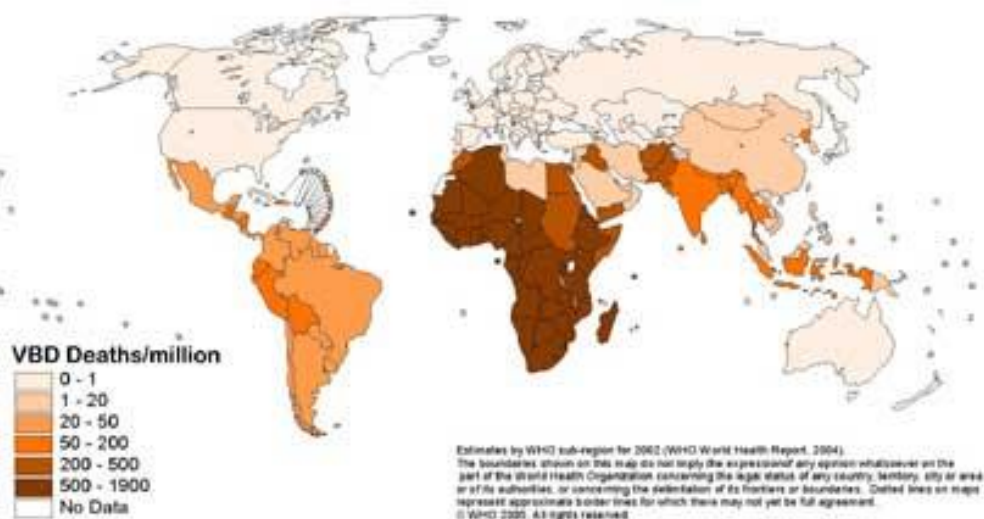 VBD Deaths/million
0 - 1
1 - 20
20 - 50
50 - 200
200 - 500
500 - 1900
No Data
Estimates by WHO sub-region for 2002 (WHO World Health Report, 2004).
The boundaries shown on this map do not imply the expression of any opinion whatsoever on the
part of the World Health Organization concerning the legal status of any country, territory, city or area
or of its authorities, or concerning the delimitation of its frontiers or boundaries. Dotted lines on maps
represent approximate border lines for which there may not yet be full agreement.
© WHO 2005. All rights reserved